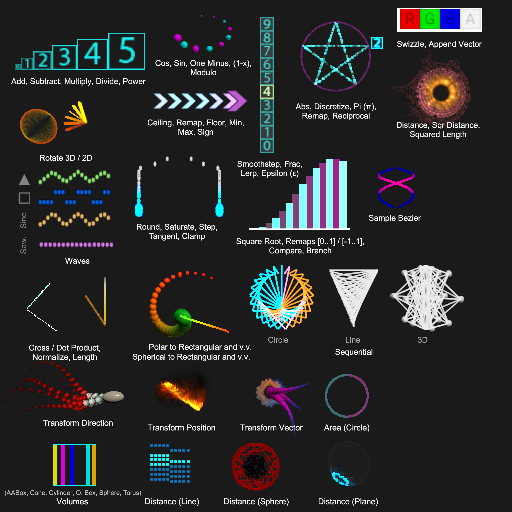 1 2 3 4 5
Add, Subtract, Multiply, Divide, Power
Cos, Sin, One Minus, (1-x),
Modulo
9
8
7
6
5
4
3
2
1
0
2
R G B A
Swizzle, Append Vector
Ceiling, Remap, Floor, Min,
Max, Sign
Abs, Discretize, Pi (π),
Remap, Reciprocal
Distance, Sqr Distance,
Squared Length
Rotate 3D / 2D
Smoothstep, Frac,
Lerp, Epsilon (ε)
Sine
Saw,
Waves
Round, Saturate, Step,
Tangent, Clamp
Square Root, Remaps [0..1] / [-1..1],
Compare, Branch
Sample Bezier
Cross / Dot Product,
Normalize, Length
Polar to Rectangular and v.v.
Spherical to Rectangular and v.v.
Circle
Line
3D
Sequential
Transform Direction
Transform Position
Transform Vector
Area (Circle)
(AABox, Cone, Cylinder, O. Box, Sphere, Torus)
Volumes
Distance (Line)
Distance (Sphere)
Distance (Plane)